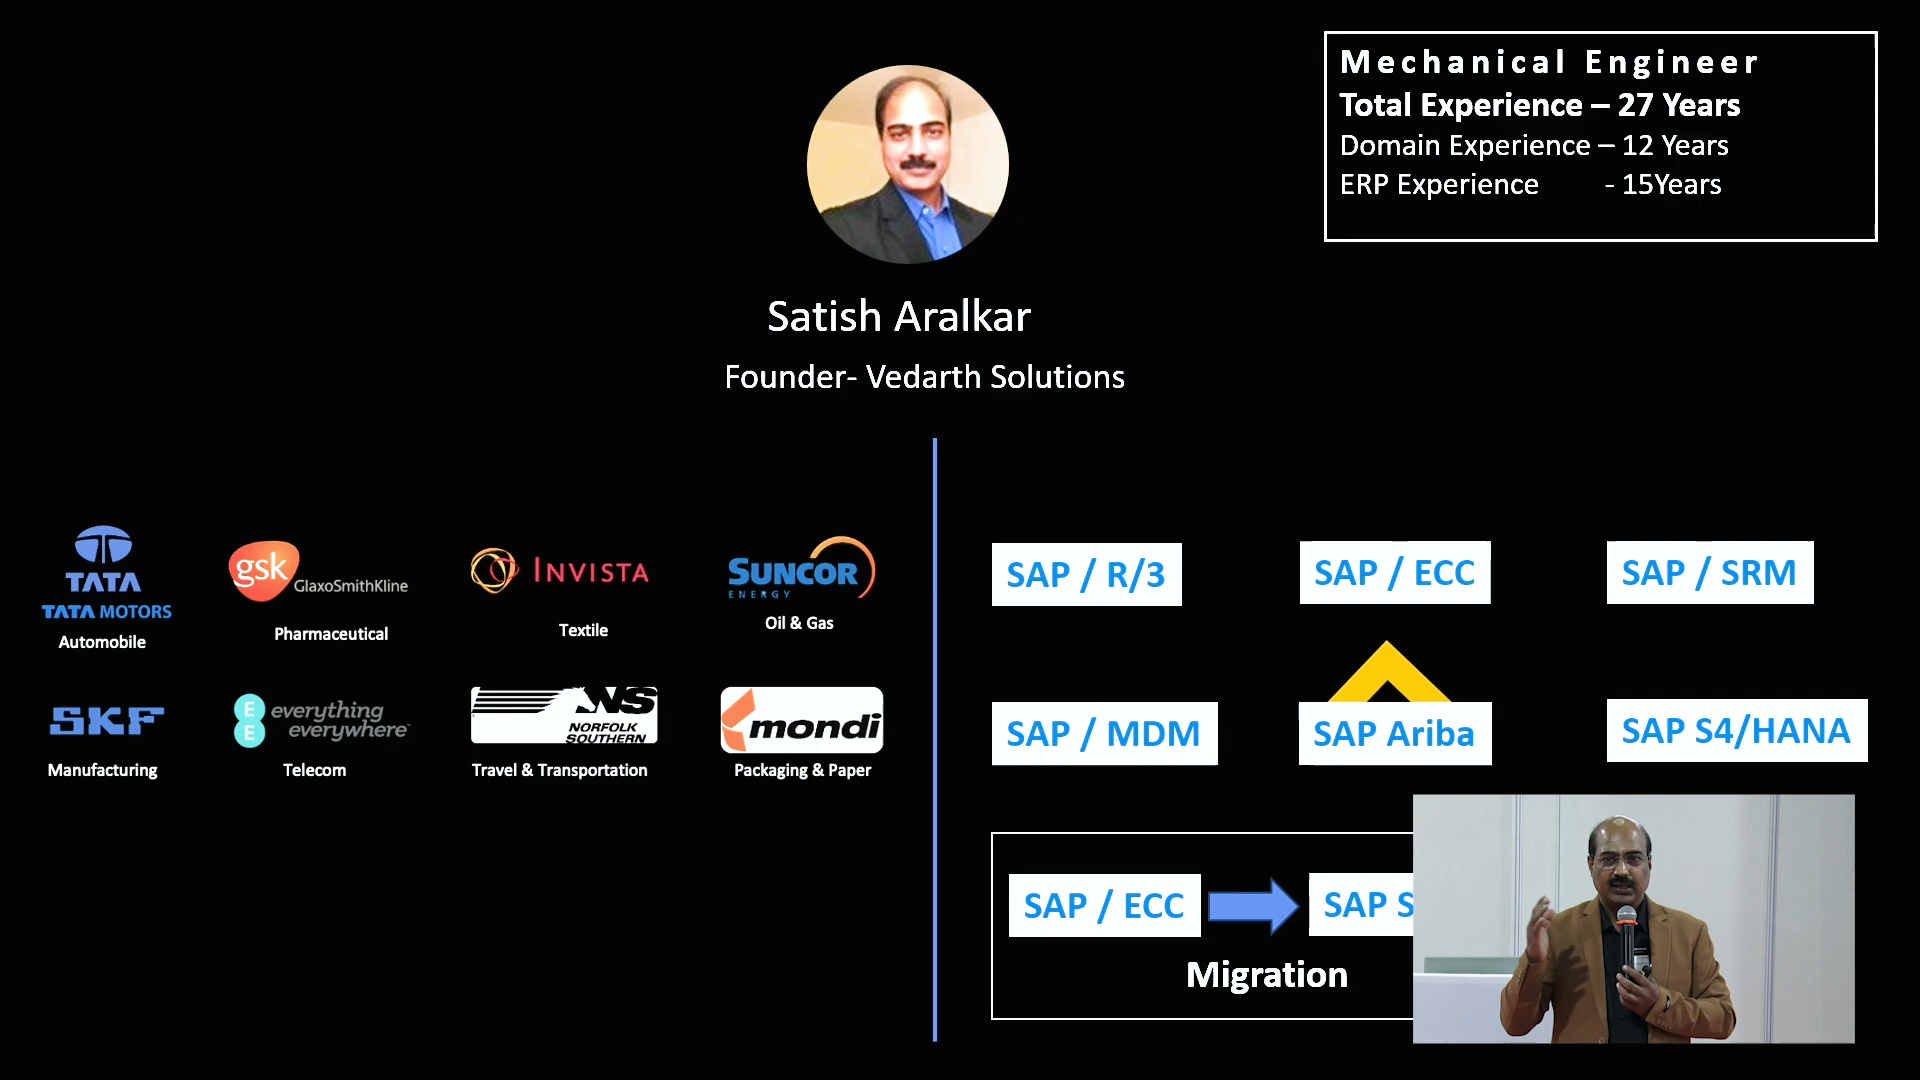 Mechanical Engineer
Total Experience – 27 Years
Domain Experience – 12 Years
ERP Experience - 15Years
Satish Aralkar
Founder- Vedarth Solutions
TATA
TATA MOTORS
Automobile
gsk
GlaxoSmithKline
Pharmaceutical
INVISTA
Textile
SUNCOR
ENERGY
Oil & Gas
SKF
Manufacturing
E
E
everything
everywhere
Telecom
NS
NORFOLK
SOUTHERN
Travel & Transportation
mondi
Packaging & Paper
SAP / R/3
SAP / ECC
SAP / SRM
SAP / MDM
SAP Ariba
SAP S4/HANA
SAP / ECC
SAP S
Migration